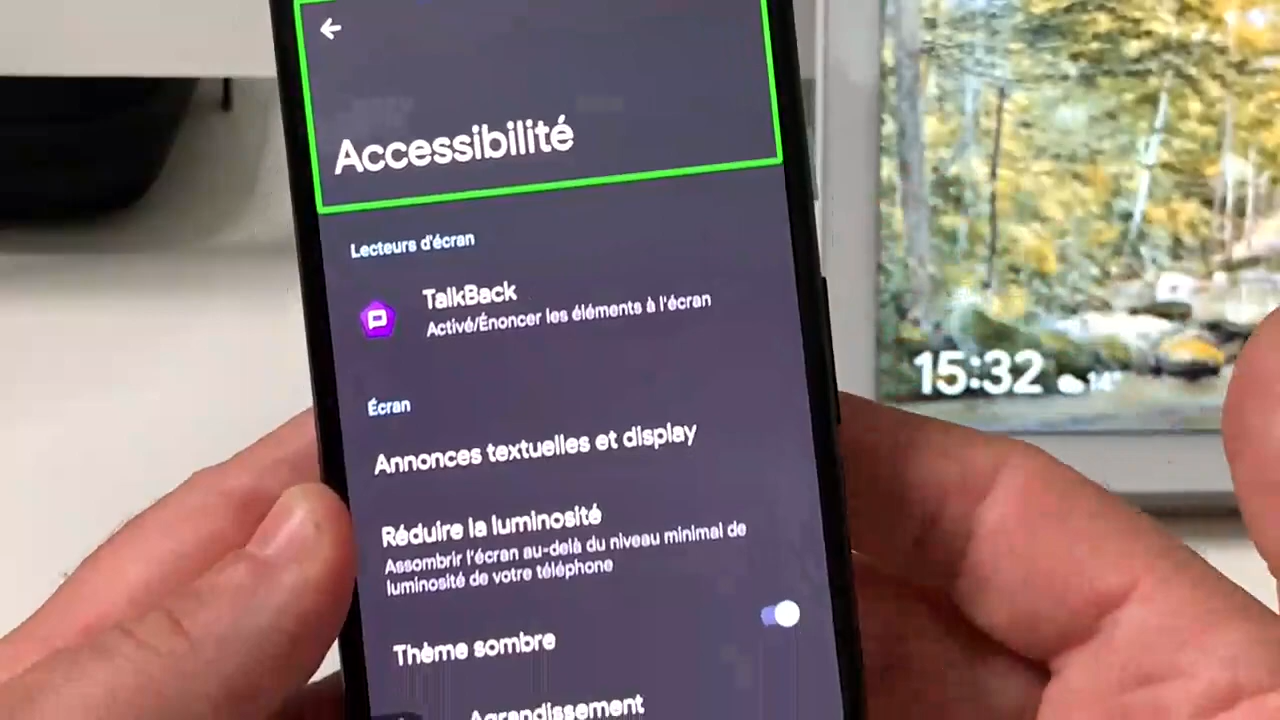 Accessibilité
Lecteurs d'écran
TalkBack
Activé/Énoncer les éléments à l'écran
Écran
Annonces textuelles et display
Réduire la luminosité
Assombrir l'écran au-delà du niveau minimal de
luminosité de votre téléphone
Thème sombre
Agrandissement
15:32 14°